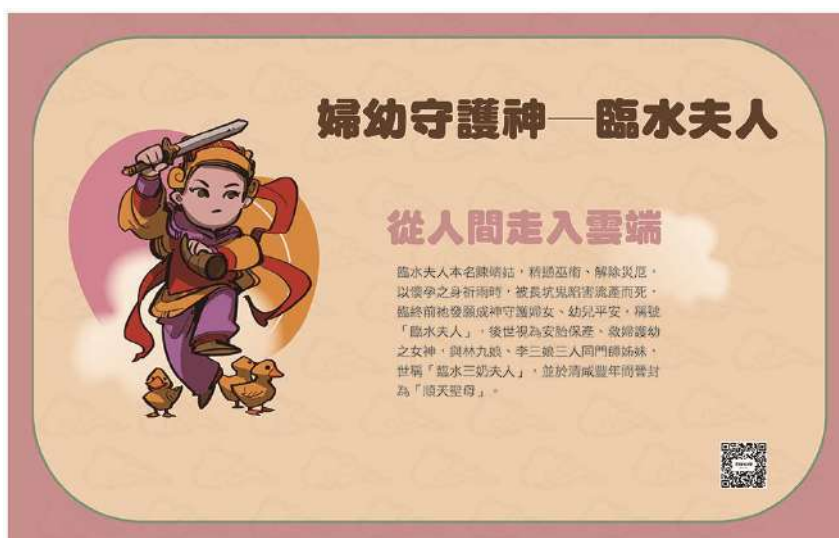 婦幼守護神─臨水夫人
從人間走入雲端
臨水夫人本名陳靖姑，精通巫術、解除災厄，
以懷孕之身祈雨時，被長坑鬼陷害流產而死，
臨終前祂發願成神守護婦女、幼兒平安，稱號
「臨水夫人」，後世視為安胎保產、救婦護幼
之女神，與林九娘、李三娘三人同門師姊妹，
世稱「臨水三奶夫人」，並於清咸豐年間晉封
為「順天聖母」。